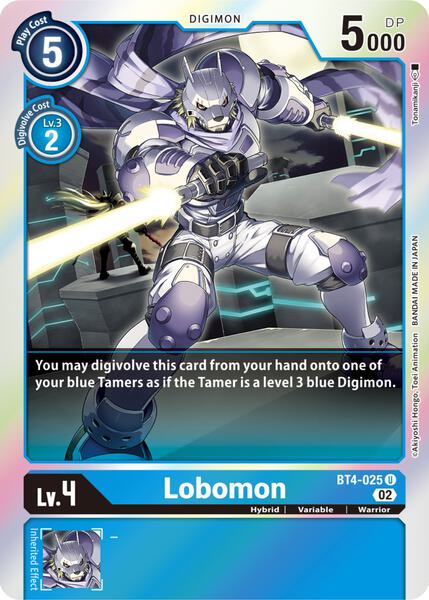 DIGIMON
Play Cost
5
DP
5000
Digivolve Cost
Lv.3
2
Tonamikanji
©Akiyoshi Hongo, Toei Animation BANDAI MADE IN JAPAN
You may digivolve this card from your hand onto one of
your blue Tamers as if the Tamer is a level 3 blue Digimon.
BT4-025 U
Lv.4
Lobomon
02
Hybrid | Variable | Warrior
Inherited Effect
–